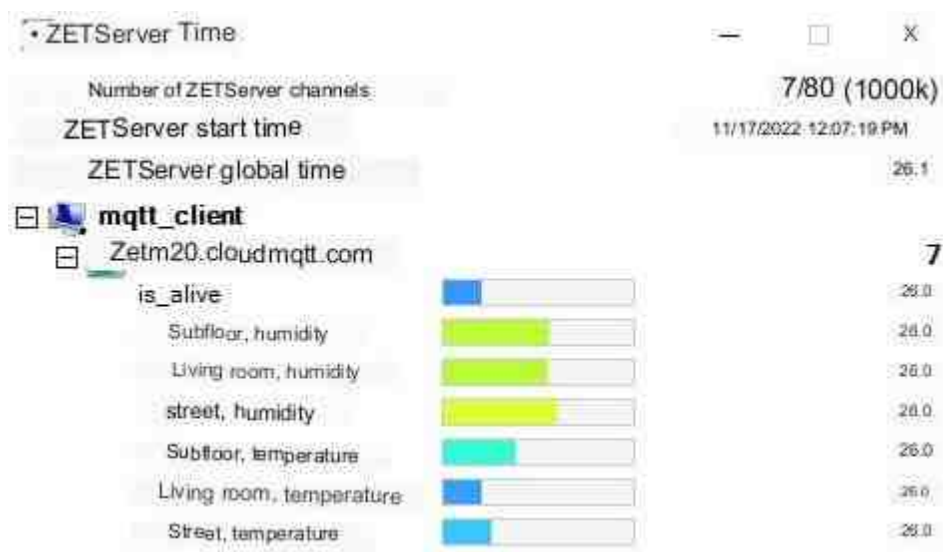 ZETServer Time
Number of ZETServer channels 7/80 (1000k)
ZETServer start time 11/17/2022 12:07:19 PM
ZETServer global time 26.1
mqtt_client
Zetm20.cloudmqtt.com 7
is_alive 26.0
Subfloor, humidity 26.0
Living room, humidity 26.0
street, humidity 26.0
Subfloor, temperature 26.0
Living room, temperature 26.0
Street, temperature 26.0